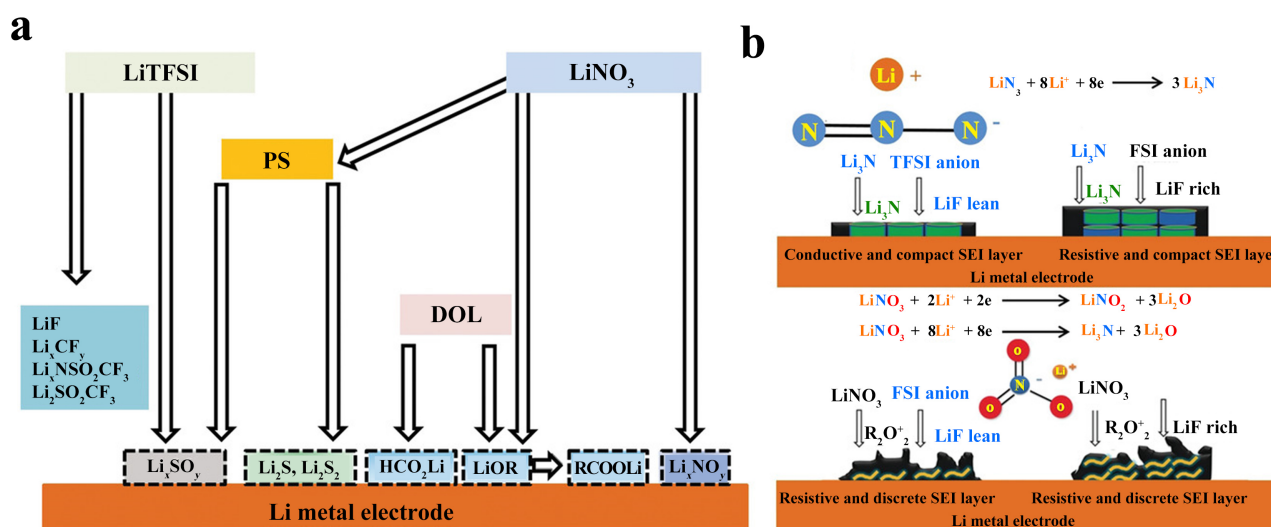 a
LiTFSI
LiNO₃
PS
DOL
LiF
LiₓCFᵧ
LiₓNSO₂CF₃
Li₂SO₂CF₃
LiₓSOᵧ
Li₂S, Li₂S₂
HCO₂Li
LiOR
RCOOLi
LiₓNOᵧ
Li metal electrode
b
Li +
LiN₃ + 8Li⁺ + 8e → 3 Li₃N
N N N -
Li₃N TFSI anion
Li₃N LiF lean
Li₃N FSI anion
Li₃N LiF rich
Conductive and compact SEI layer
Resistive and compact SEI laye
Li metal electrode
LiNO₃ + 2Li⁺ + 2e → LiNO₂ + 3Li₂O
LiNO₃ + 8Li⁺ + 8e → Li₃N + 3Li₂O
O
N - Li +
O O
LiNO₃ FSI anion
R₂O⁺₂ LiF lean
LiNO₃
R₂O⁺₂ LiF rich
Resistive and discrete SEI layer
Resistive and discrete SEI layer
Li metal electrode